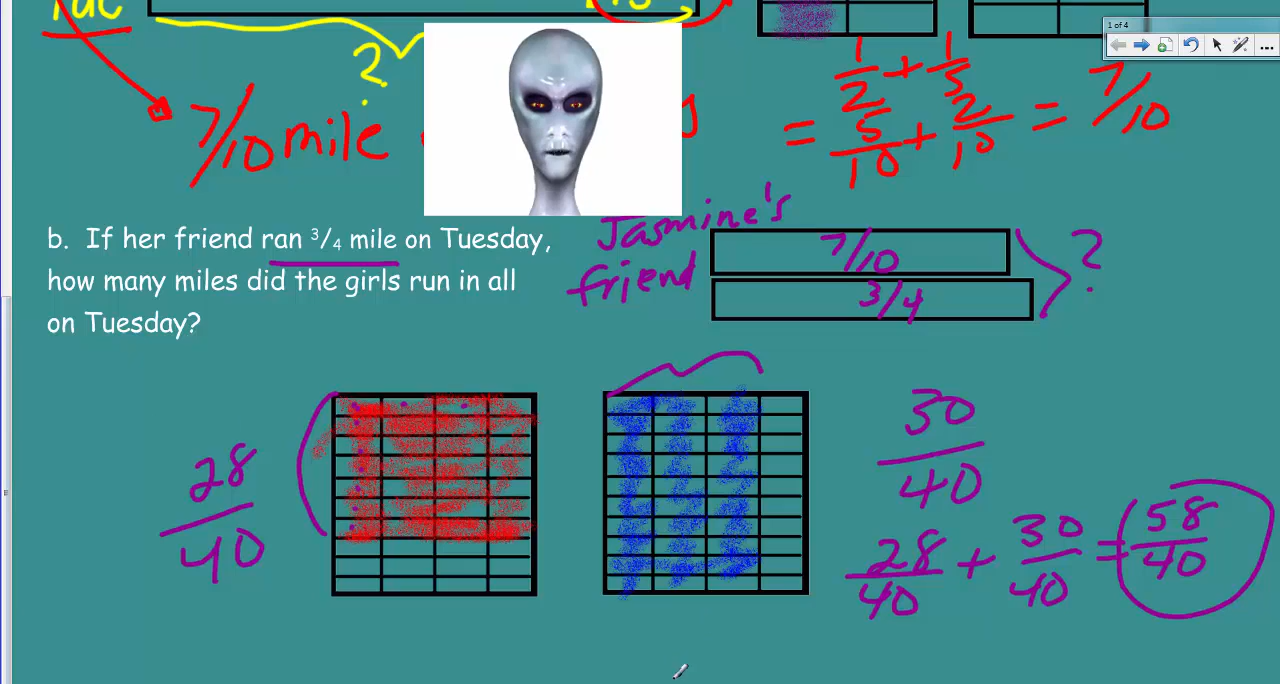 ?
7/10 mile
1/2 + 1/5
= 5/10 + 2/10 = 7/10
1 of 4
b. If her friend ran 3/4 mile on Tuesday,
how many miles did the girls run in all
on Tuesday?
Jasmine's 7/10
friend 3/4
?
28/40
30/40
28/40 + 30/40 = 58/40